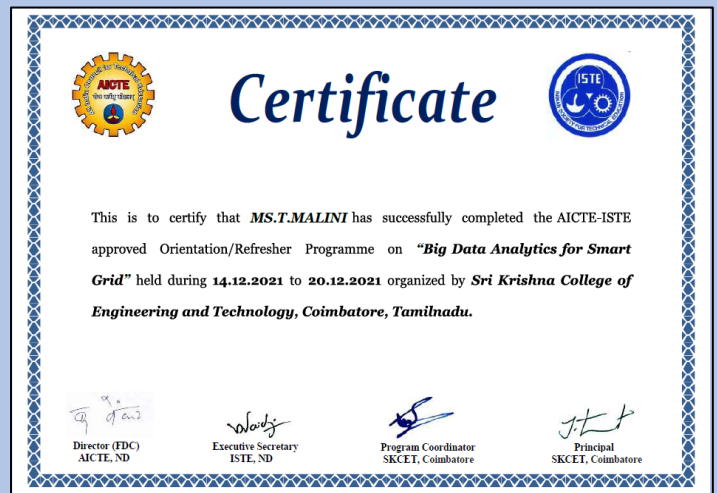 AICTE
Certificate
ISTE
This is to certify that MS.T.MALINI has successfully completed the AICTE-ISTE
approved Orientation/Refresher Programme on “Big Data Analytics for Smart
Grid” held during 14.12.2021 to 20.12.2021 organized by Sri Krishna College of
Engineering and Technology, Coimbatore, Tamilnadu.
Director (FDC)
AICTE, ND
Executive Secretary
ISTE, ND
Program Coordinator
SKCET, Coimbatore
Principal
SKCET, Coimbatore